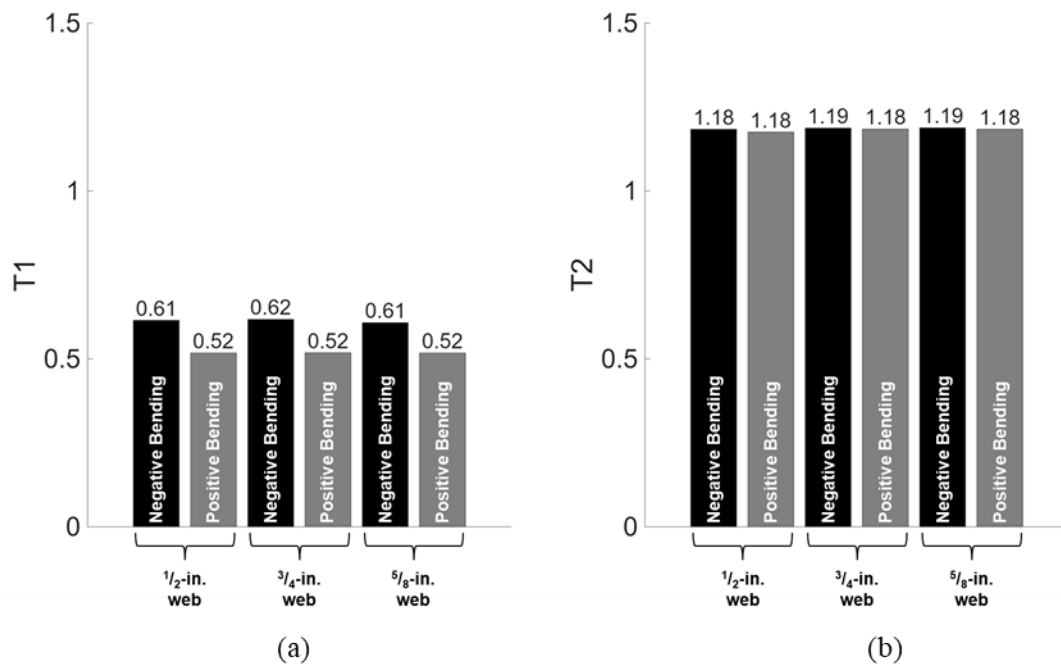 1.5
1
0.5
0
T1
0.61
0.52
0.62
0.52
0.61
0.52
Negative Bending
Positive Bending
Negative Bending
Positive Bending
Negative Bending
Positive Bending
1/2-in.
web
3/4-in.
web
5/8-in.
web
(a)
1.5
1
0.5
0
T2
1.18
1.18
1.19
1.18
1.19
1.18
Negative Bending
Positive Bending
Negative Bending
Positive Bending
Negative Bending
Positive Bending
1/2-in.
web
3/4-in.
web
5/8-in.
web
(b)